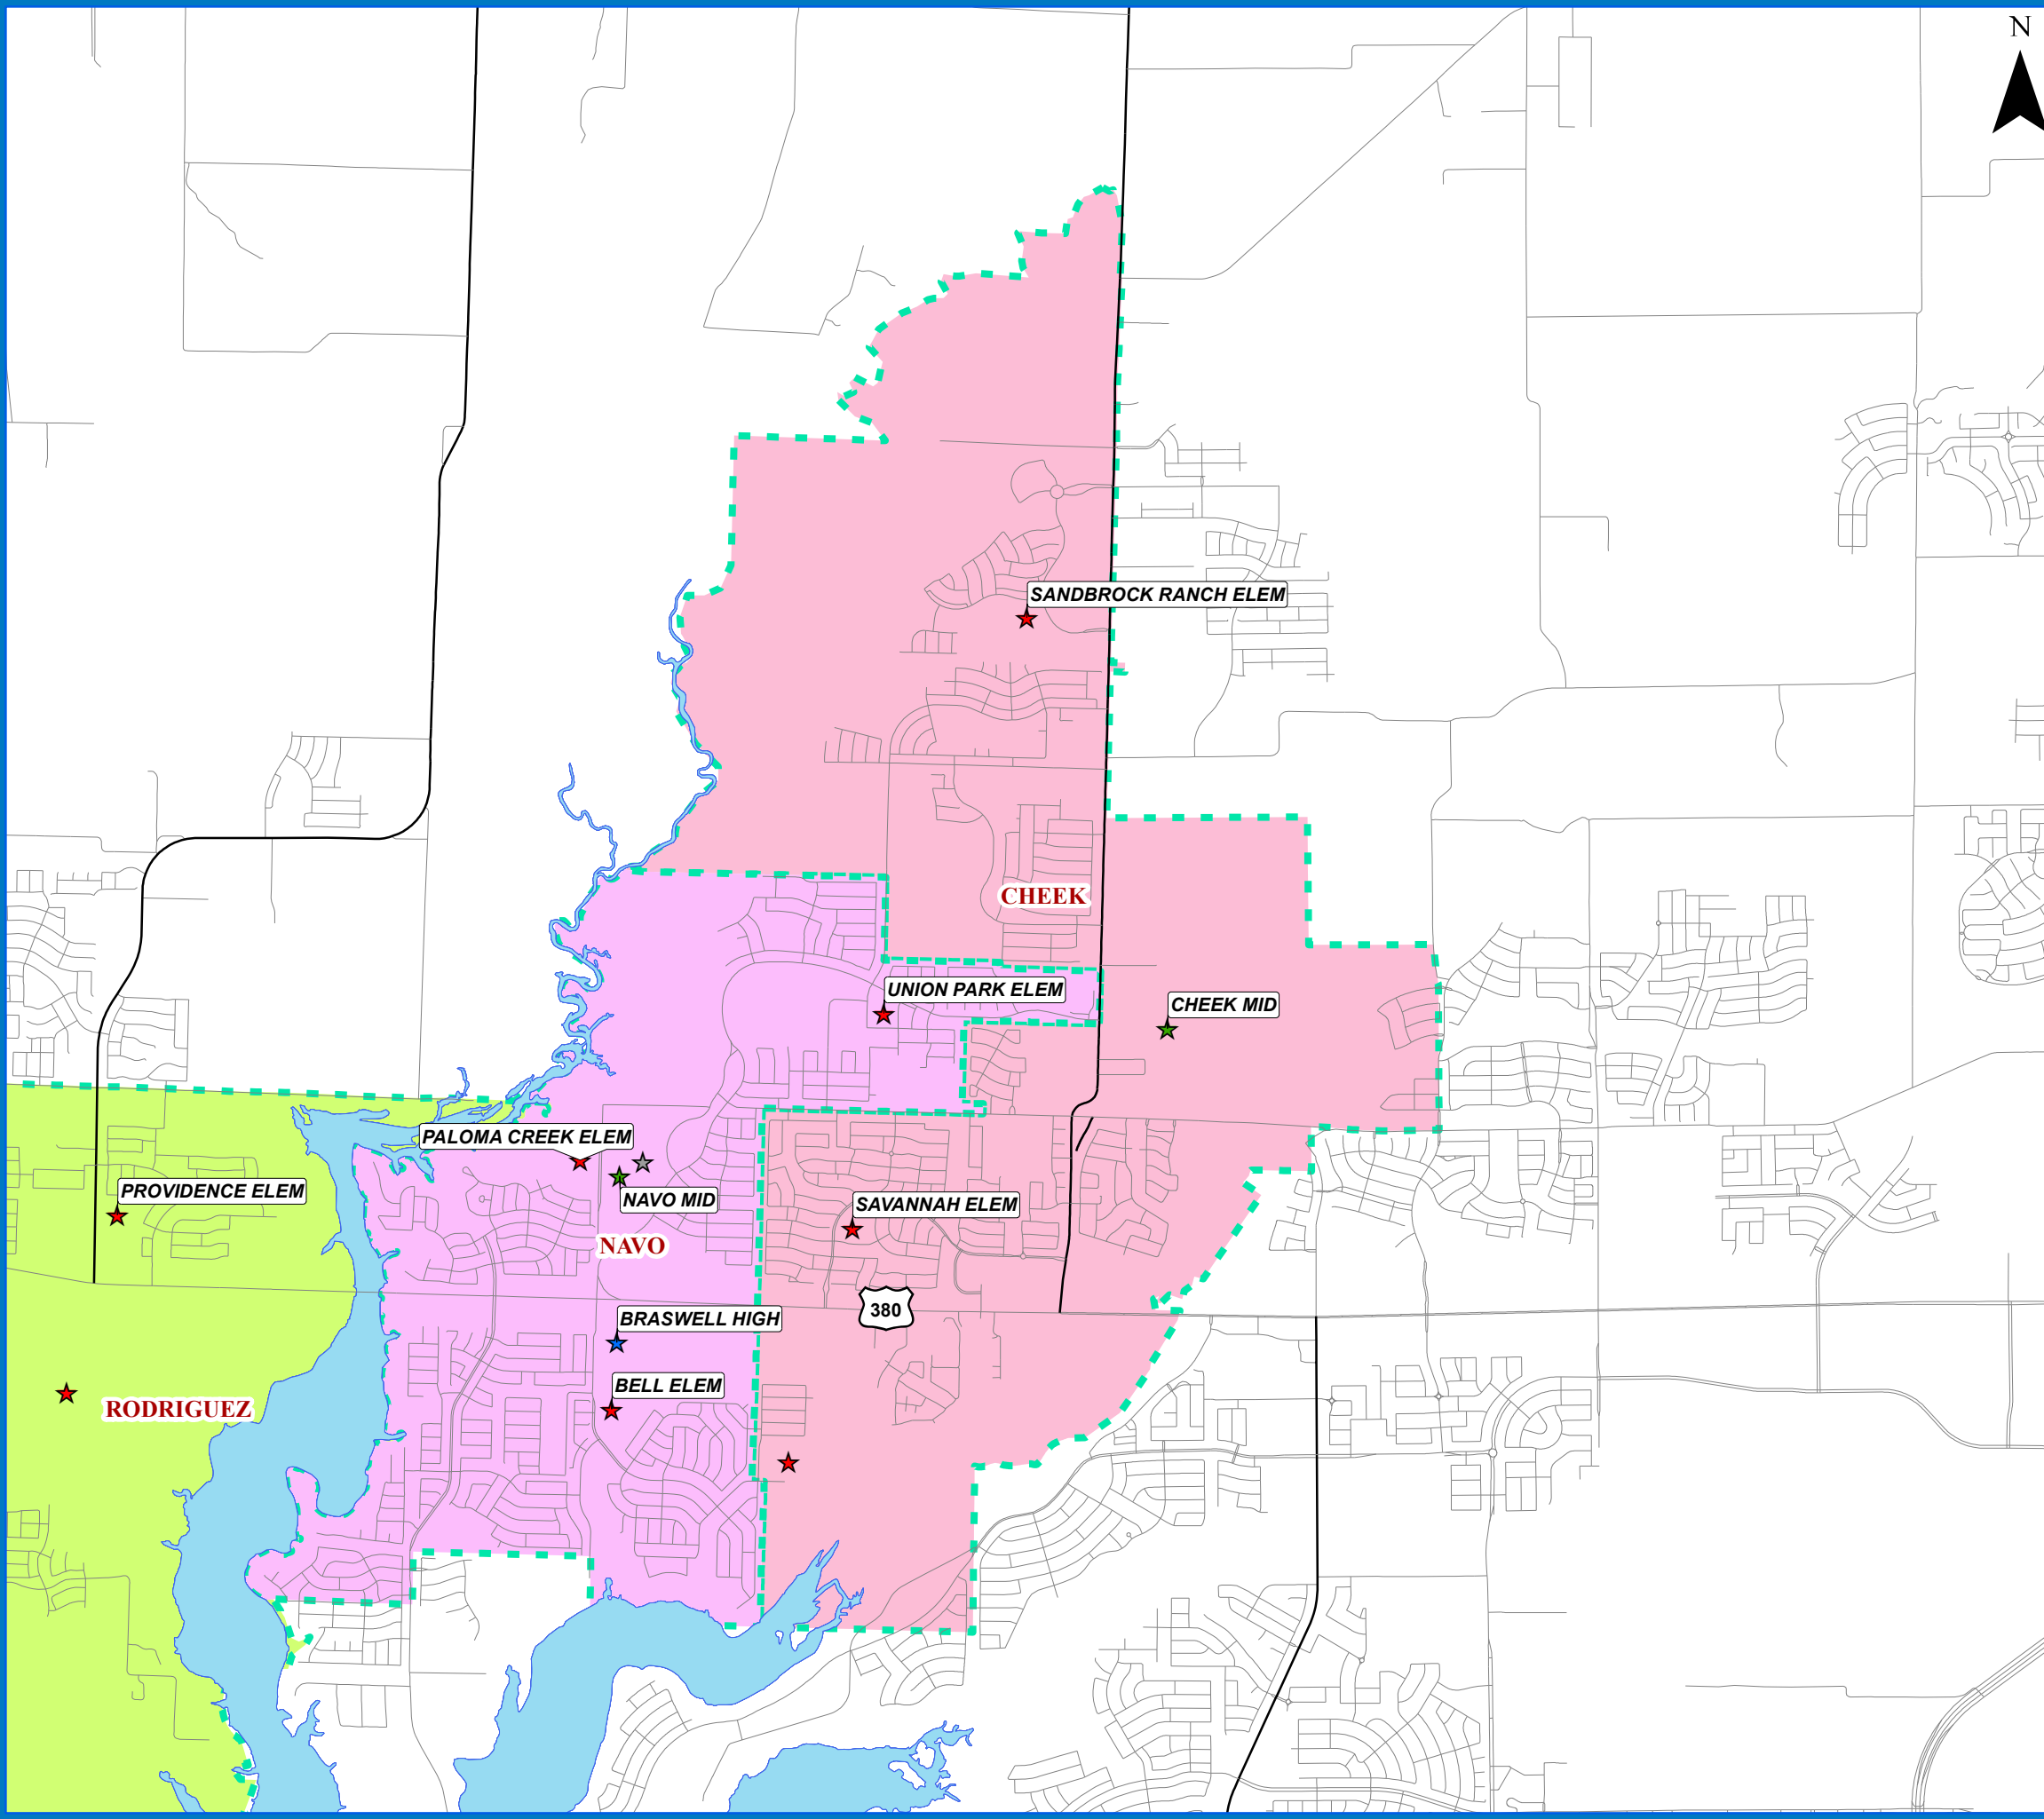 N
SANDBROCK RANCH ELEM
CHEEK
UNION PARK ELEM
CHEEK MID
PALOMA CREEK ELEM
PROVIDENCE ELEM
NAVO MID
SAVANNAH ELEM
NAVO
380
BRASWELL HIGH
BELL ELEM
RODRIGUEZ